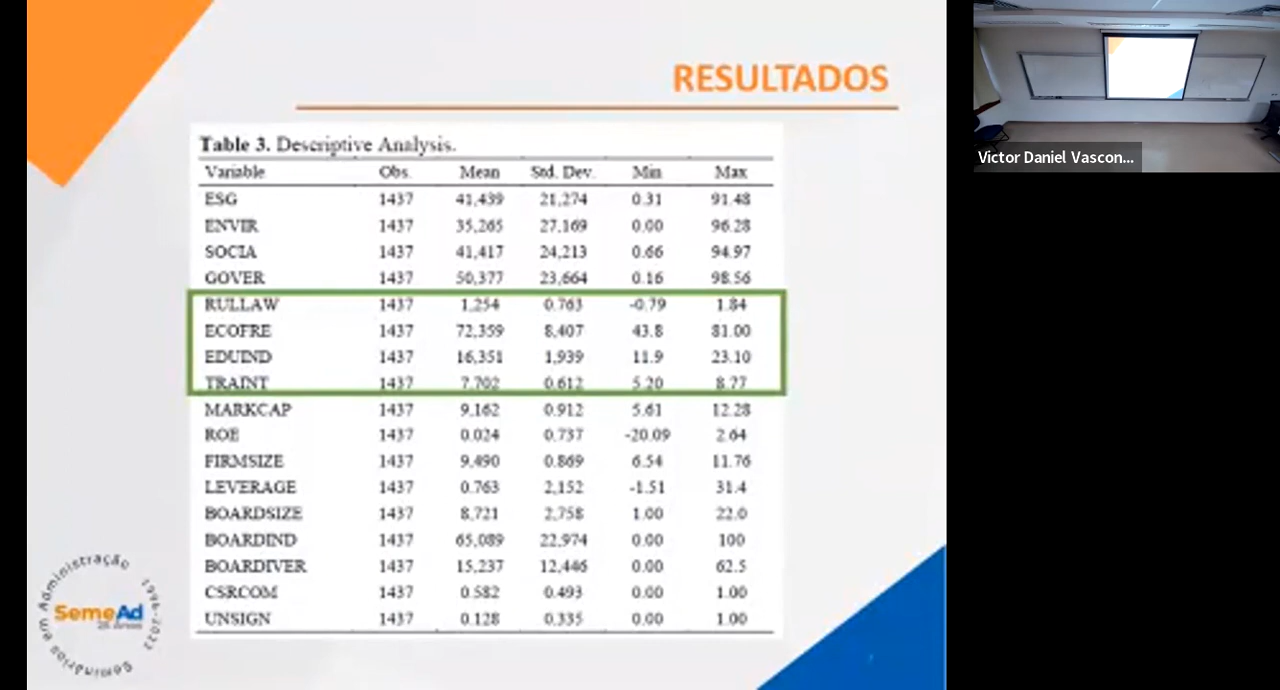 RESULTADOS
Table 3. Descriptive Analysis.
Variable Obs. Mean Std. Dev. Min Max
ESG 1437 41,439 21,274 0.31 91.48
ENVIR 1437 35,265 27,169 0.00 96.28
SOCIA 1437 41,417 24,213 0.66 94.97
GOVER 1437 50,377 23,664 0.16 98.56
RULLAW 1437 1,254 0.763 -0.79 1.84
ECOFRE 1437 72,359 8,407 43.8 81.00
EDUIND 1437 16,351 1,939 11.9 23.10
TRAINT 1437 7.702 0.612 5.20 8.77
MARKCAP 1437 9,162 0.912 5.61 12.28
ROE 1437 0.024 0.737 -20.09 2.64
FIRMSIZE 1437 9,490 0.869 6.54 11.76
LEVERAGE 1437 0.763 2,152 -1.51 31.4
BOARDSIZE 1437 8,721 2,758 1.00 22.0
BOARDIND 1437 65,089 22,974 0.00 100
BOARDIVER 1437 15,237 12,446 0.00 62.5
CSRCOM 1437 0.582 0.493 0.00 1.00
UNSIGN 1437 0.128 0.335 0.00 1.00
Seminários em Administração
SemeAd
25 Anos
Victor Daniel Vascon...